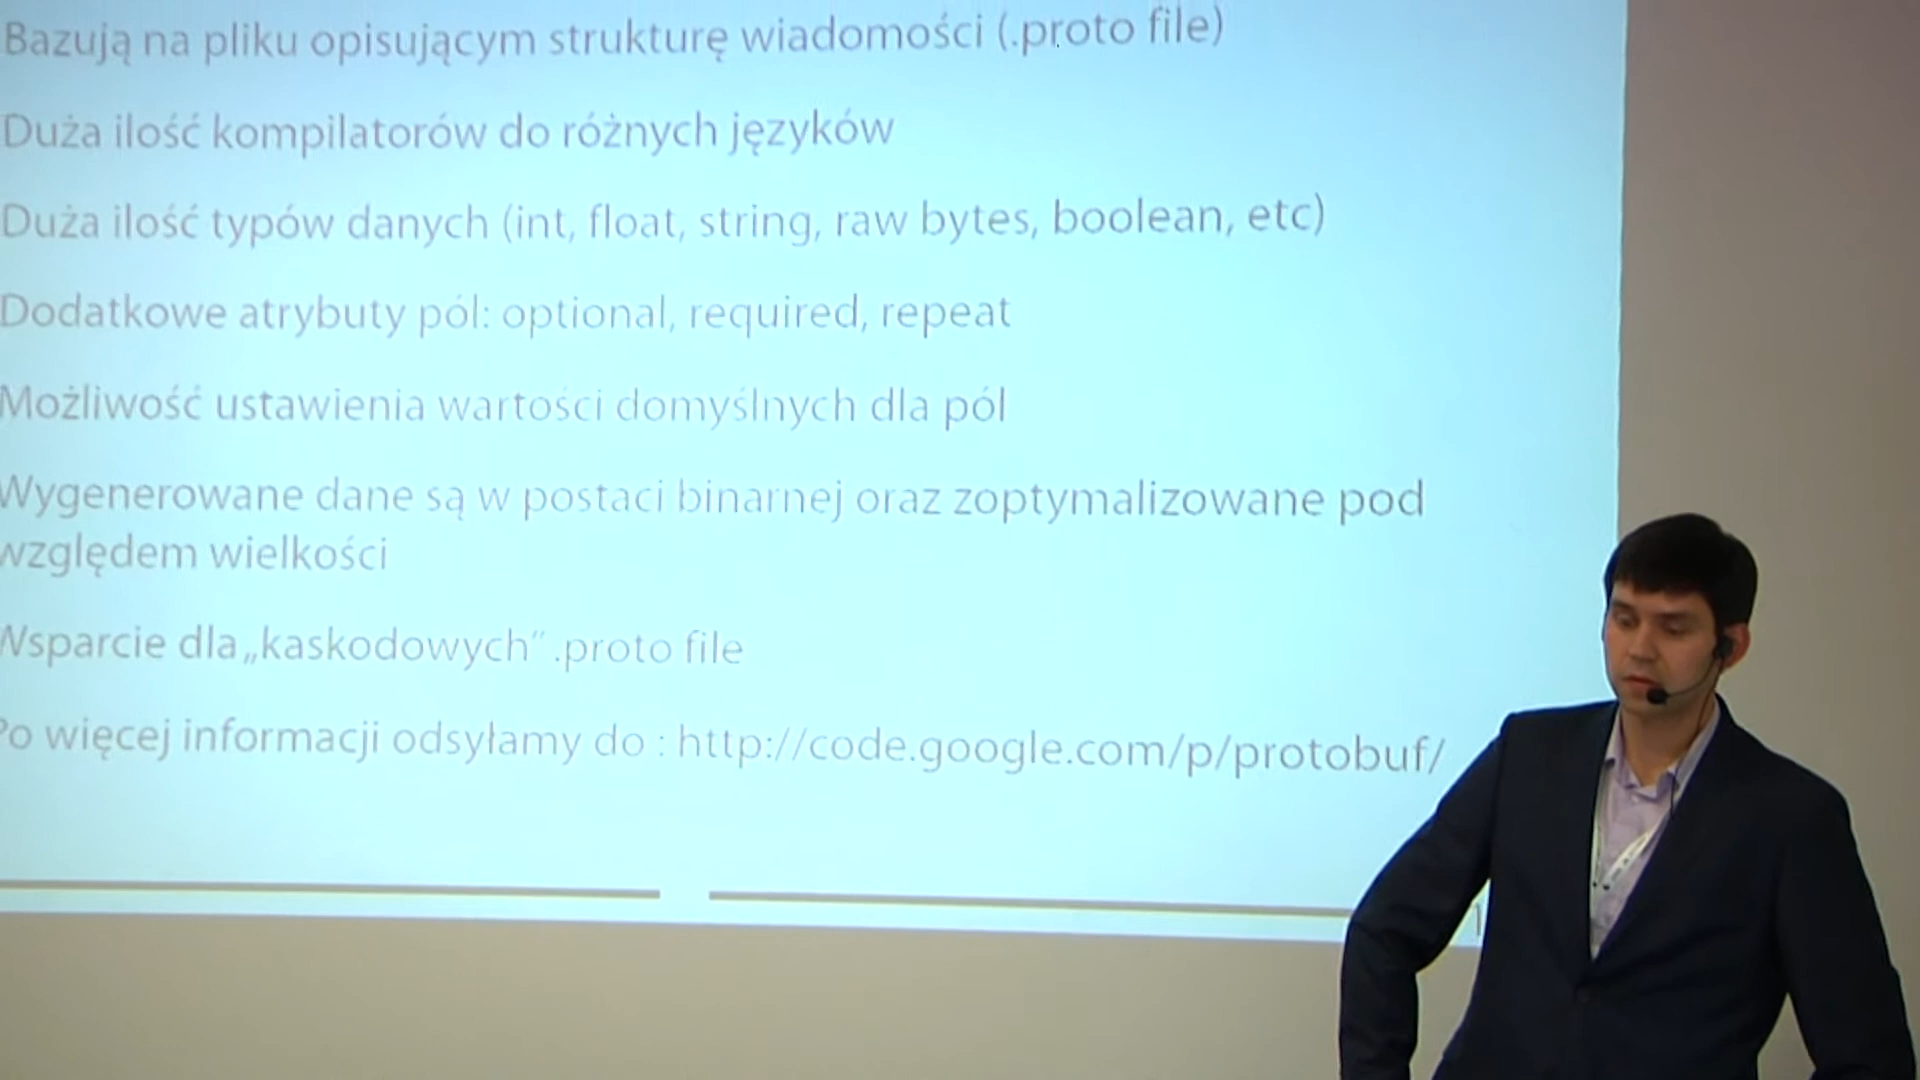 Bazują na pliku opisującym strukturę wiadomości (.proto file)
Duża ilość kompilatorów do różnych języków
Duża ilość typów danych (int, float, string, raw bytes, boolean, etc)
Dodatkowe atrybuty pól: optional, required, repeat
Możliwość ustawienia wartości domyślnych dla pól
Wygenerowane dane są w postaci binarnej oraz zoptymalizowane pod
względem wielkości
Wsparcie dla „kaskodowych” .proto file
Po więcej informacji odsyłamy do : http://code.google.com/p/protobuf/